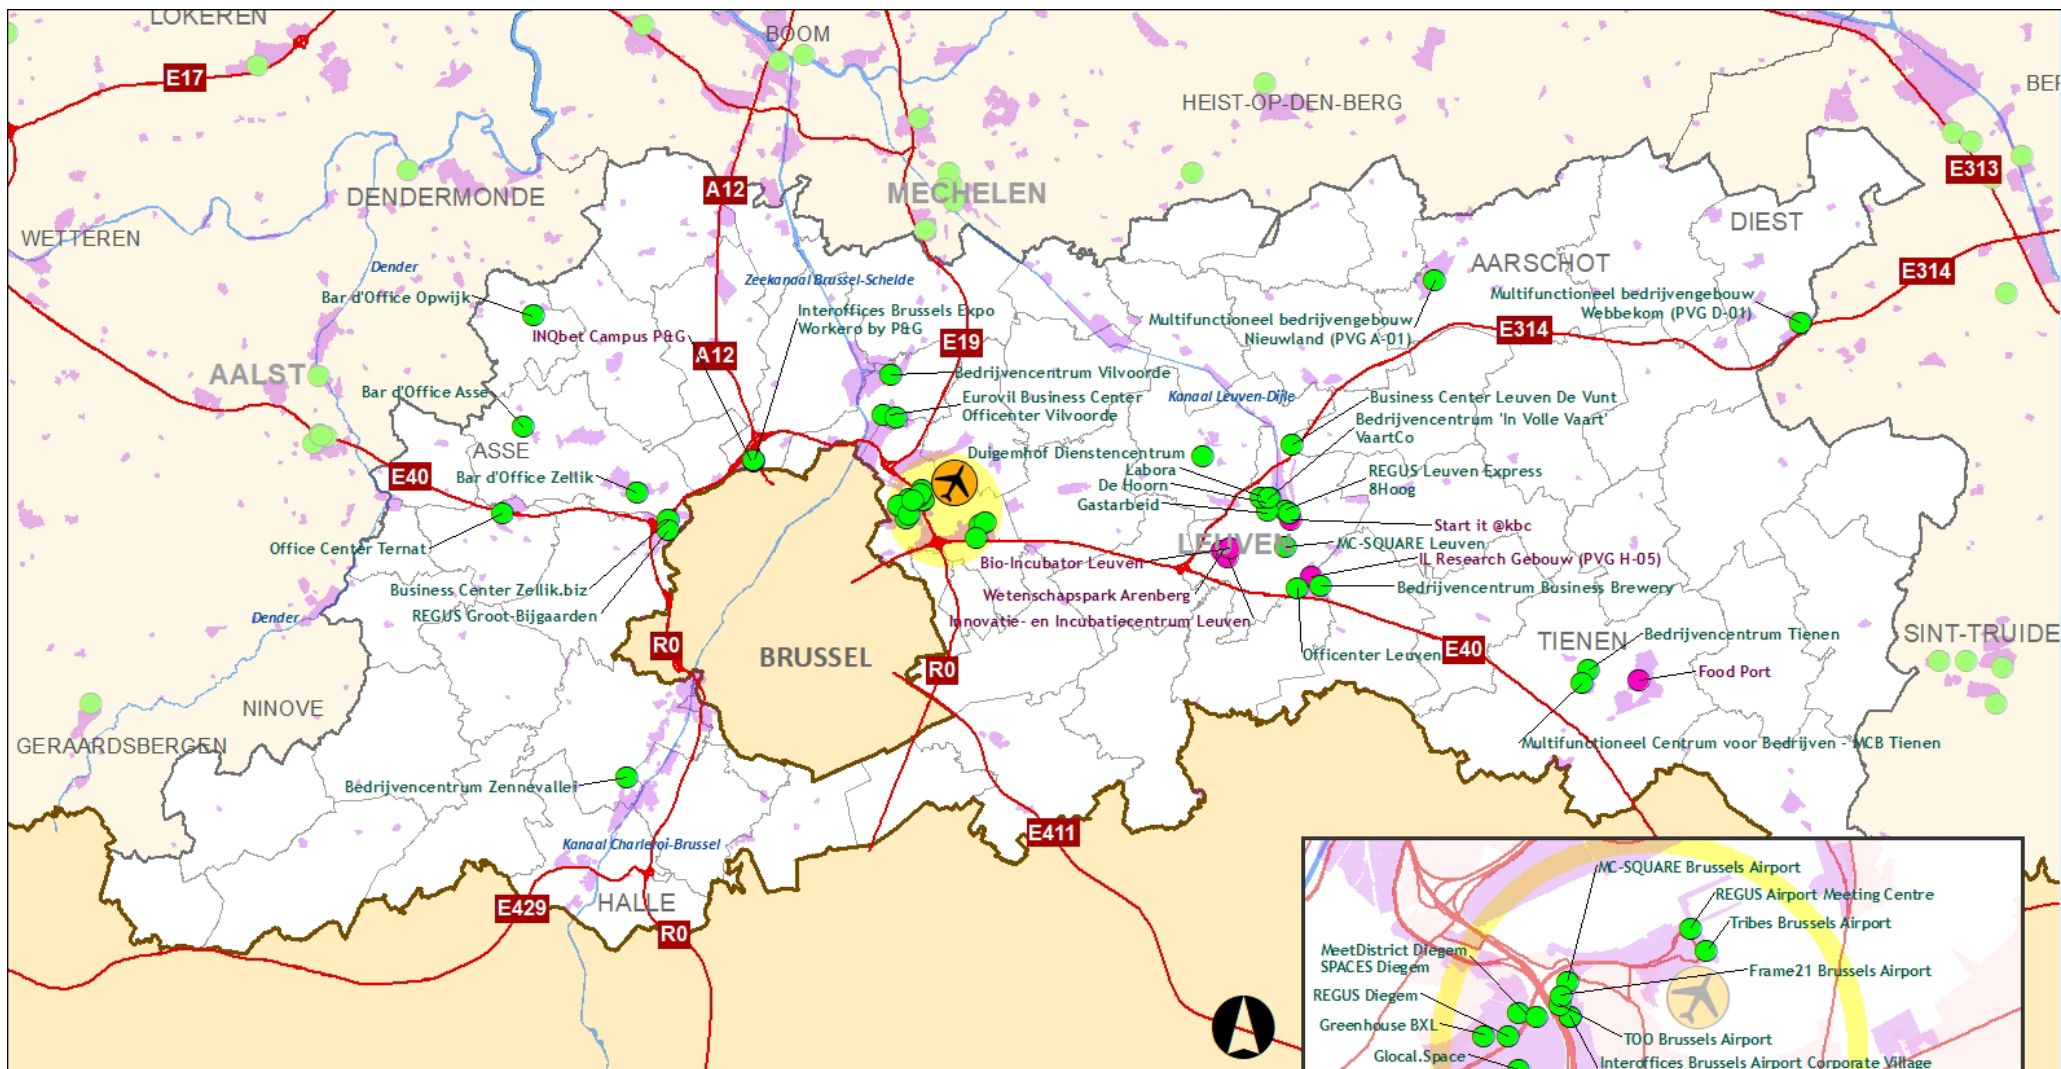 LOKEREN
BOOM
E17
HEIST-OP-DEN-BERG
E313
DENDERMONDE
A12
MECHELEN
WETTEREN
DIEST
Dender
Zeekanaal Brussel-Schelde
AARSCHOT
E314
Bar d'Office Opwijk
Interoffices Brussels Expo
Workero by P&G
INQbet Campus P&G
Multifunctioneel bedrijvengebouw
Webbekom (PVG D-01)
Multifunctioneel bedrijvengebouw
Nieuwland (PVG A-01)
E314
A12
E19
AALST
Bedrijvencentrum Vilvoorde
Bar d'Office Asse
Eurovil Business Center
Officenter Vilvoorde
Kanaal Leuven-Dijle
Business Center Leuven De Vunt
Bedrijvencentrum 'In Volle Vaart'
VaartCo
ASSE
Duigemhof Dienstencentrum
Labora
De Hoorn
Gastarbeid
REGUS Leuven Express
8Hoog
E40
Bar d'Office Zellik
Start it @kbc
LEUVEN
MC-SQUARE Leuven
Office Center Ternat
Bio-Incubator Leuven
IL Research Gebouw (PVG H-05)
Business Center Zellik.biz
Wetenschapspark Arenberg
Bedrijvencentrum Business Brewery
REGUS Groot-Bijgaarden
Innovatie- en Incubatiecentrum Leuven
Dender
R0
BRUSSEL
R0
Officenter Leuven
E40
TIENEN
Bedrijvencentrum Tienen
SINT-TRUIDE
Food Port
NINOVE
GERAARDSBERGEN
Multifunctioneel Centrum voor Bedrijven - MCB Tienen
Bedrijvencentrum Zennevallei
Kanaal Charleroi-Brussel
E411
E429
HALLE
R0
MC-SQUARE Brussels Airport
REGUS Airport Meeting Centre
Tribes Brussels Airport
MeetDistrict Diegem
SPACES Diegem
Frame21 Brussels Airport
REGUS Diegem
Greenhouse BXL
TOO Brussels Airport
Glocal.Space
Interoffices Brussels Airport Corporate Village